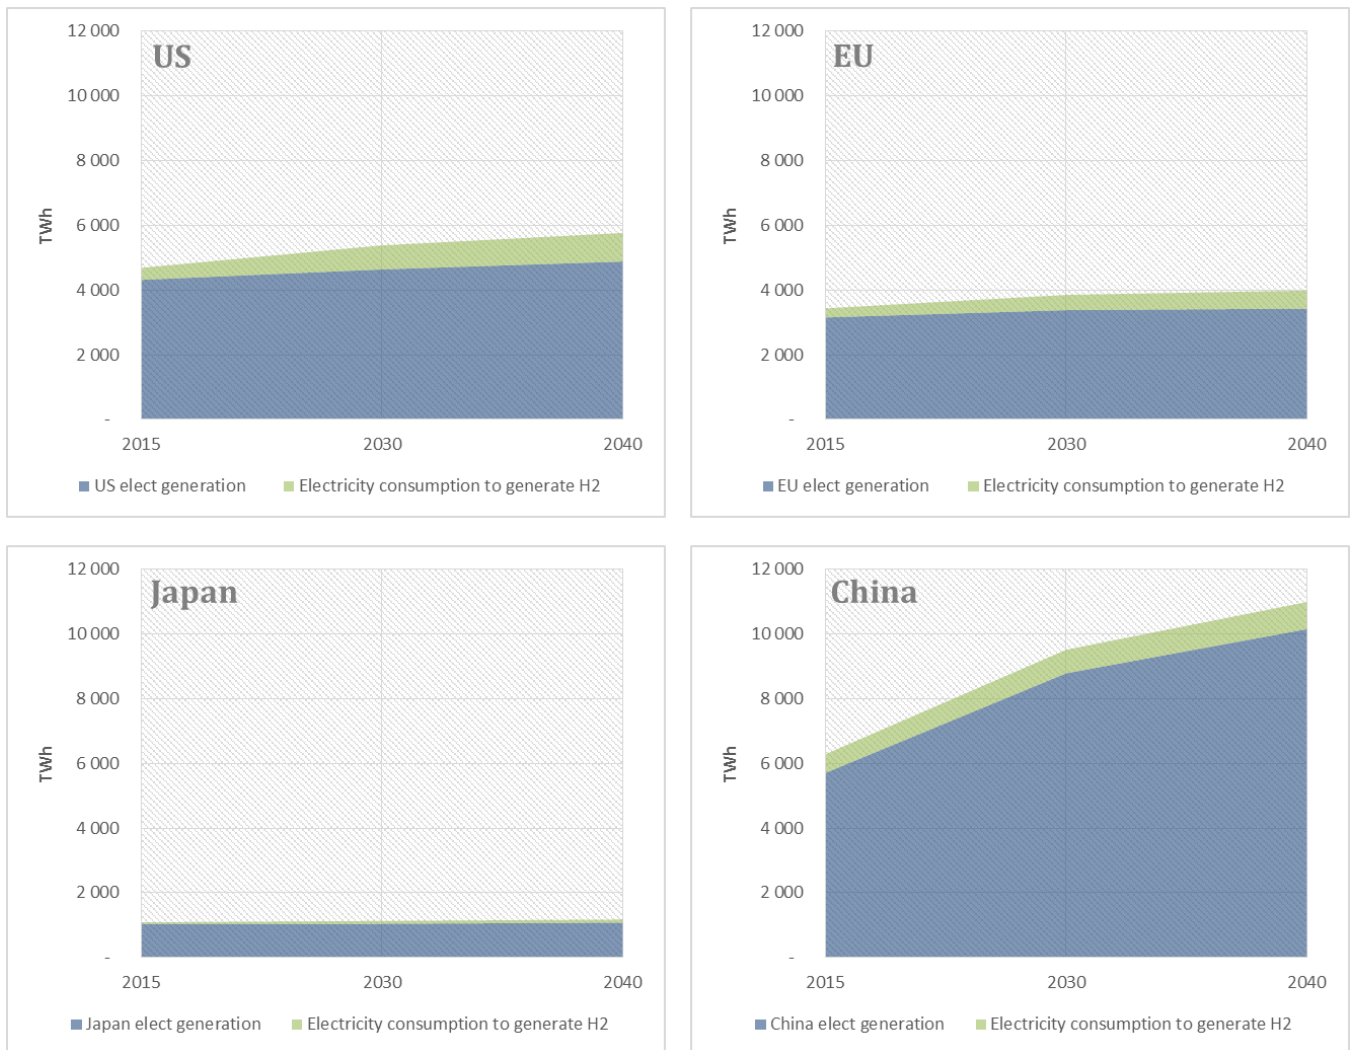 US
12 000
10 000
8 000
6 000
4 000
2 000
-
TWh
2015 2030 2040
US elect generation Electricity consumption to generate H2
EU
12 000
10 000
8 000
6 000
4 000
2 000
-
TWh
2015 2030 2040
EU elect generation Electricity consumption to generate H2
Japan
12 000
10 000
8 000
6 000
4 000
2 000
-
TWh
2015 2030 2040
Japan elect generation Electricity consumption to generate H2
China
12 000
10 000
8 000
6 000
4 000
2 000
-
TWh
2015 2030 2040
China elect generation Electricity consumption to generate H2